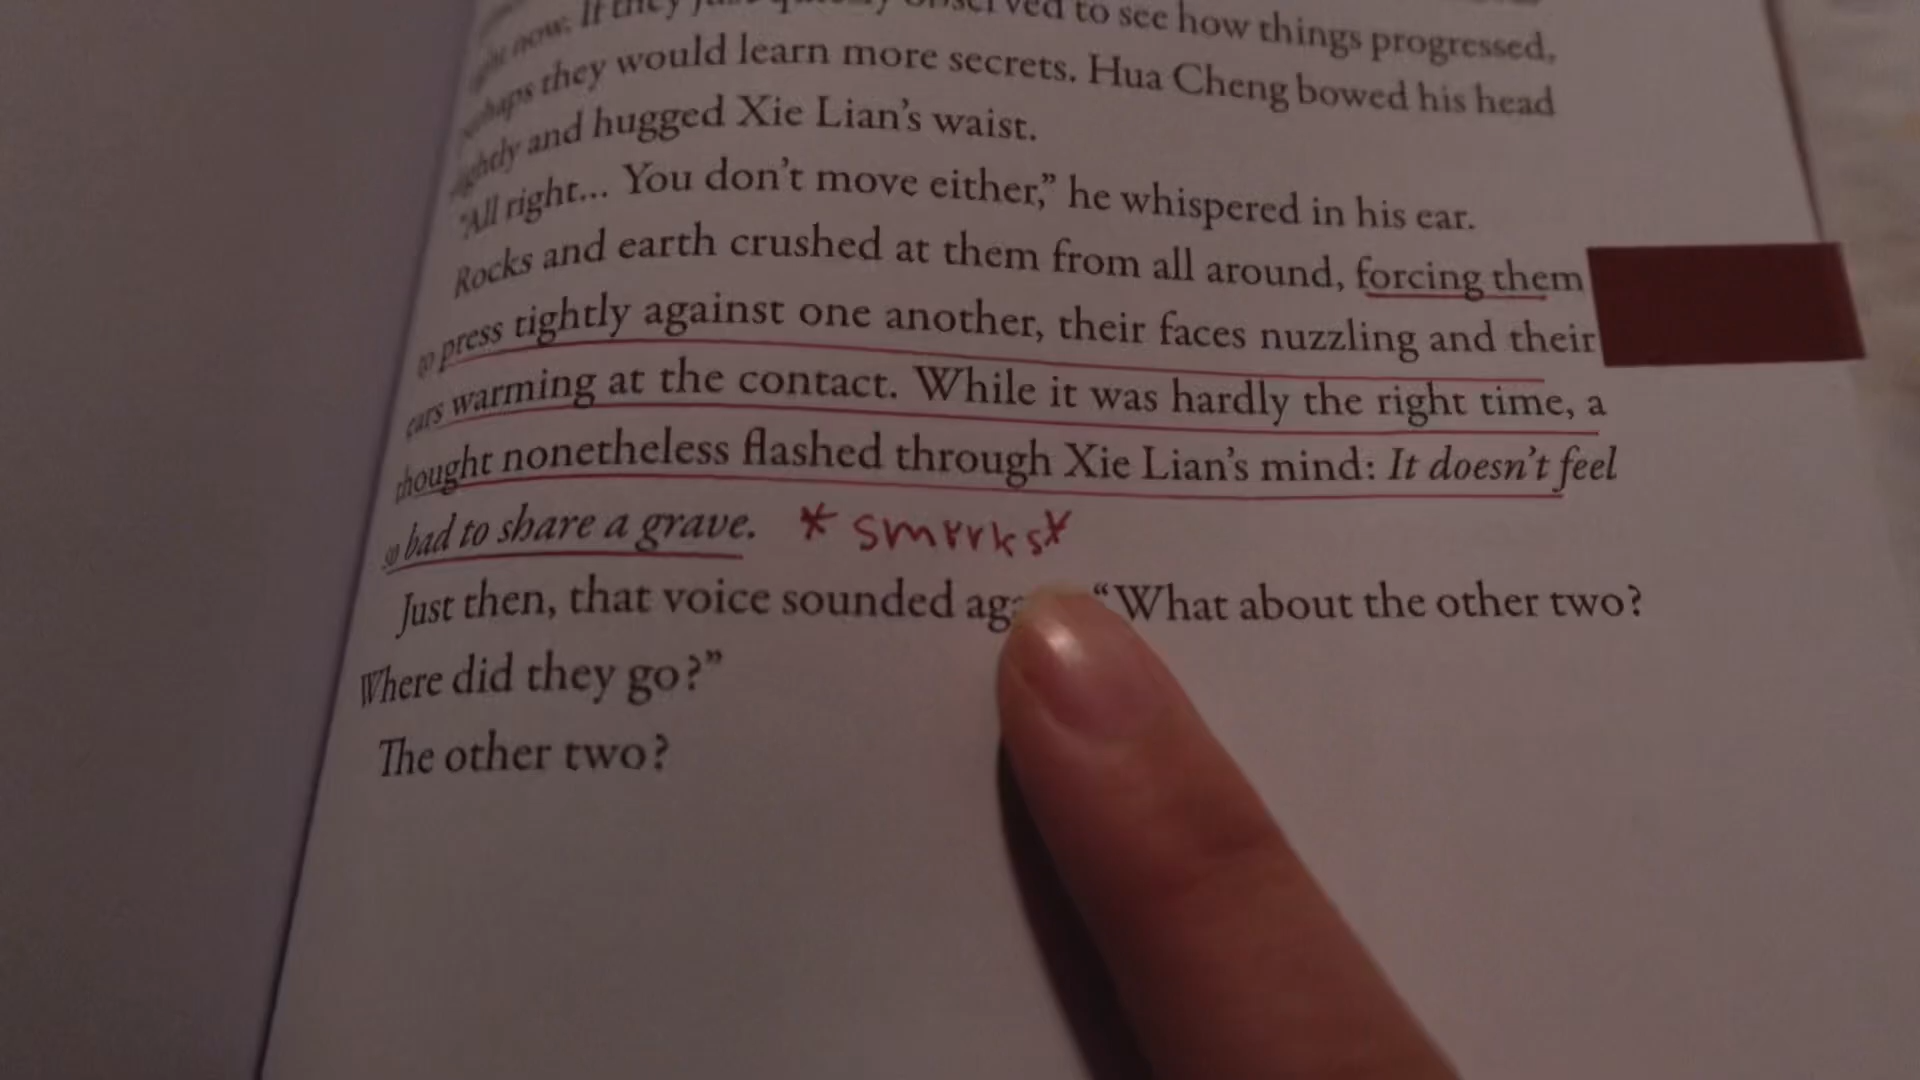 now. If they just quietly observed to see how things progressed,
perhaps they would learn more secrets. Hua Cheng bowed his head
and hugged Xie Lian's waist.
“All right... You don't move either,” he whispered in his ear.
Rocks and earth crushed at them from all around, forcing them
to press tightly against one another, their faces nuzzling and their
ears warming at the contact. While it was hardly the right time, a
thought nonetheless flashed through Xie Lian's mind: It doesn't feel
so bad to share a grave. *smirks*
Just then, that voice sounded “What about the other two?
Where did they go?”
The other two?